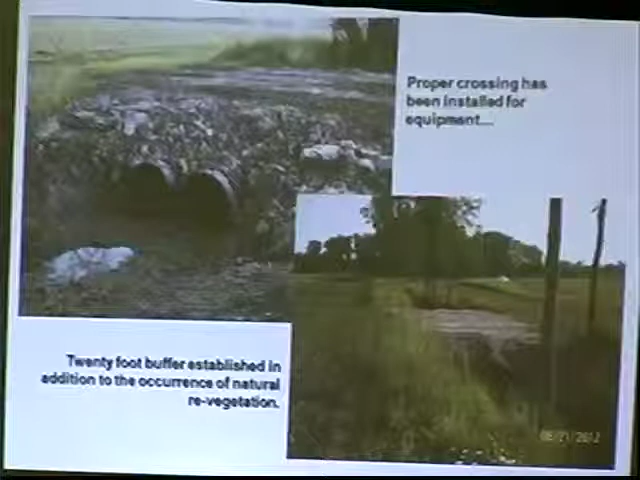 Proper crossing has
been installed for
equipment...
Twenty foot buffer established in
addition to the occurrence of natural
re-vegetation.
06/21/2012